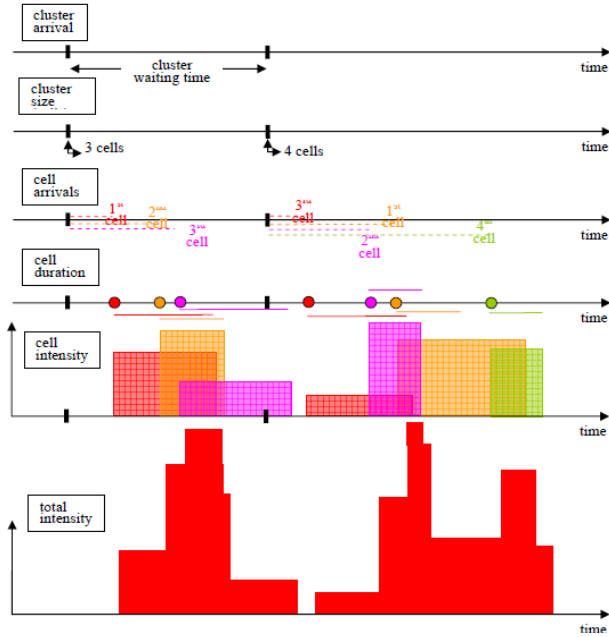 cluster
arrival
time
cluster
waiting time
cluster
size
time
3 cells
4 cells
cell
arrivals
1st
cell
2nd
cell
3rd
cell
3rd
cell
1st
cell
2nd
cell
4th
cell
time
cell
duration
time
cell
intensity
time
total
intensity
time